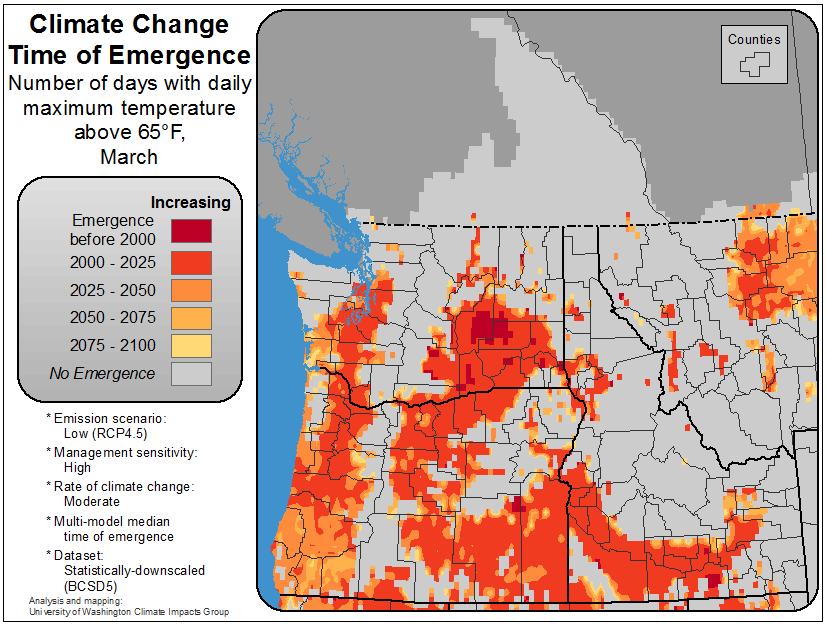 Climate Change
Time of Emergence
Number of days with daily
maximum temperature
above 65°F,
March
Increasing
Emergence
before 2000
2000 - 2025
2025 - 2050
2050 - 2075
2075 - 2100
No Emergence
* Emission scenario:
Low (RCP4.5)
* Management sensitivity:
High
* Rate of climate change:
Moderate
* Multi-model median
time of emergence
* Dataset:
Statistically-downscaled
(BCSD5)
Analysis and mapping:
University of Washington Climate Impacts Group
Counties